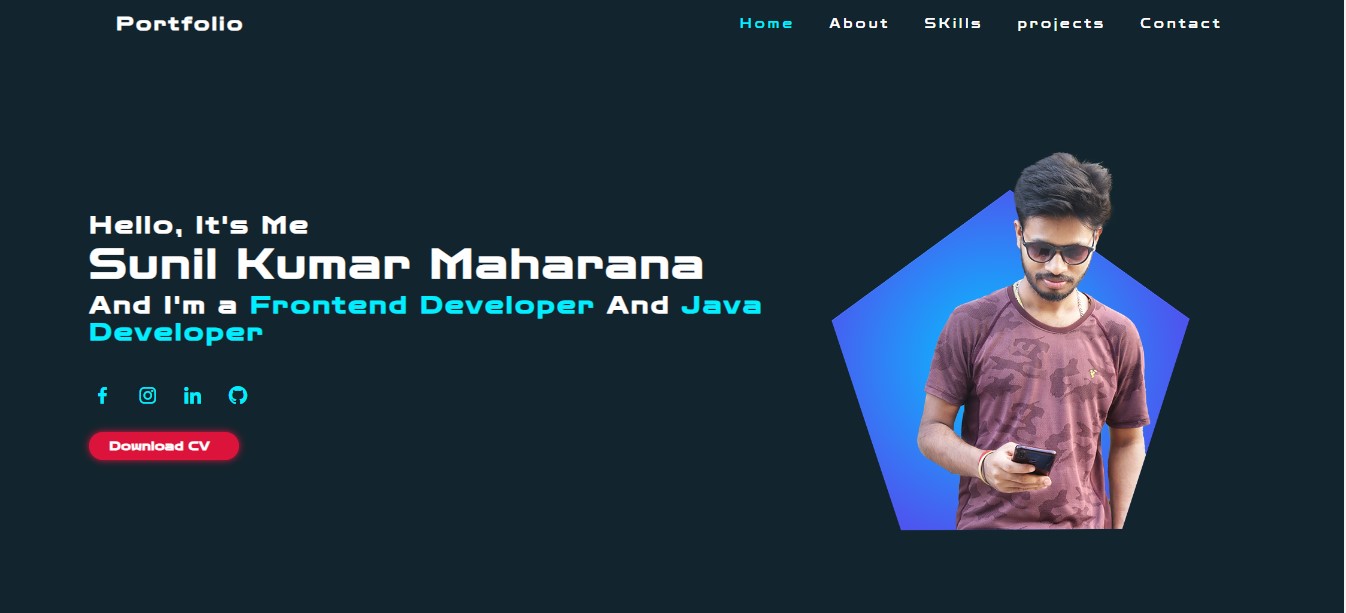 Portfolio
Home About SKills projects Contact
Hello, It's Me
Sunil Kumar Maharana
And I'm a Frontend Developer And Java
Developer
Download CV